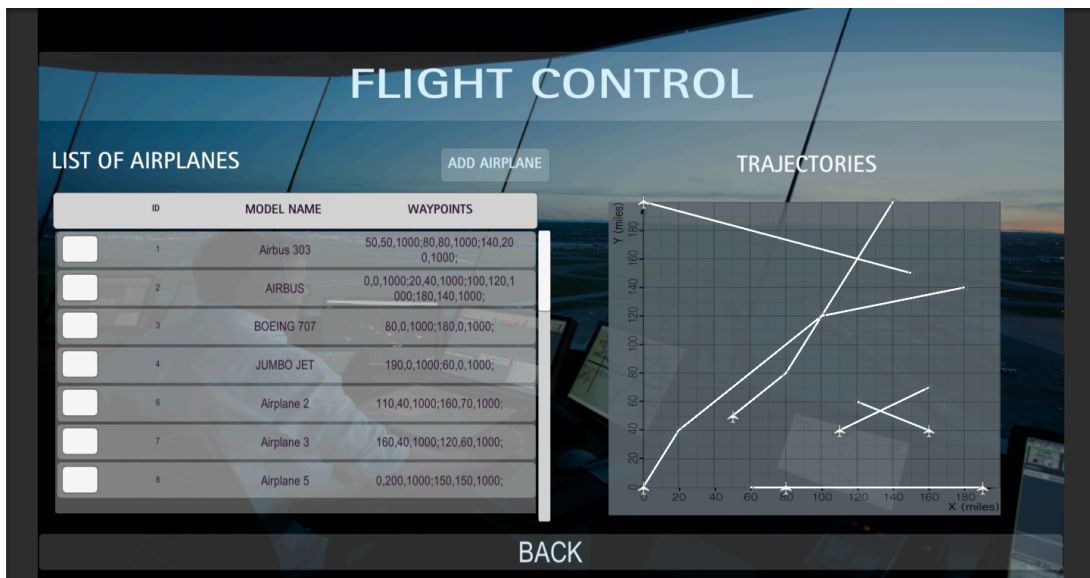 FLIGHT CONTROL
LIST OF AIRPLANES
ADD AIRPLANE
ID MODEL NAME WAYPOINTS
1 Airbus 303 50,50,1000;80,80,1000;140,20
0,1000;
2 AIRBUS 0,0,1000;20,40,1000;100,120,1
000;180,140,1000;
3 BOEING 707 80,0,1000;180,0,1000;
4 JUMBO JET 190,0,1000;60,0,1000;
6 Airplane 2 110,40,1000;160,70,1000;
7 Airplane 3 160,40,1000;120,60,1000;
8 Airplane 5 0,200,1000;150,150,1000;
TRAJECTORIES
Y (miles)
180
160
140
120
100
80
60
40
20
0
0 20 40 60 80 100 120 140 160 180
X (miles)
BACK